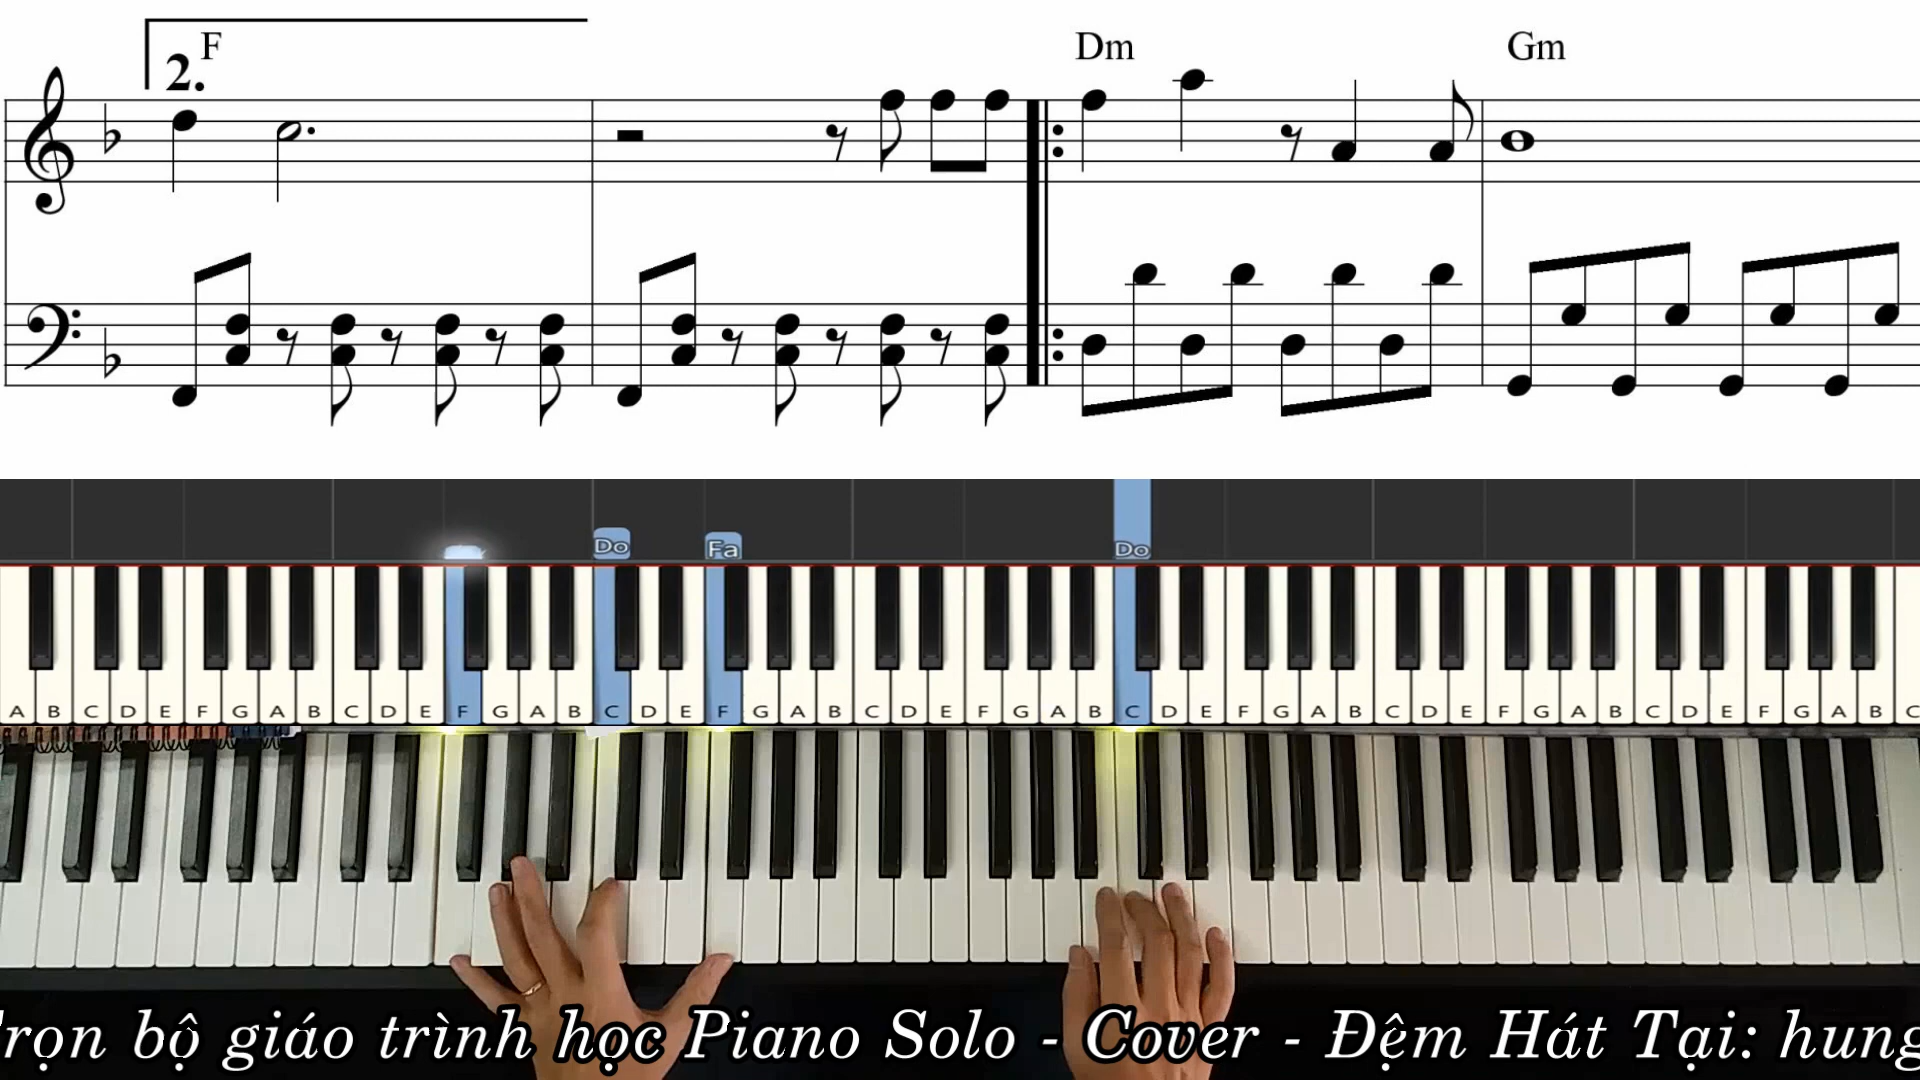 2. F Dm Gm
Do Fa Do
A B C D E F G A B C D E F G A B C D E F G A B C D E F G A B C D E F G A B C D E F G A B C D E F G A B C
rọn bộ giáo trình học Piano Solo - Cover - Đệm Hát Tại: hung